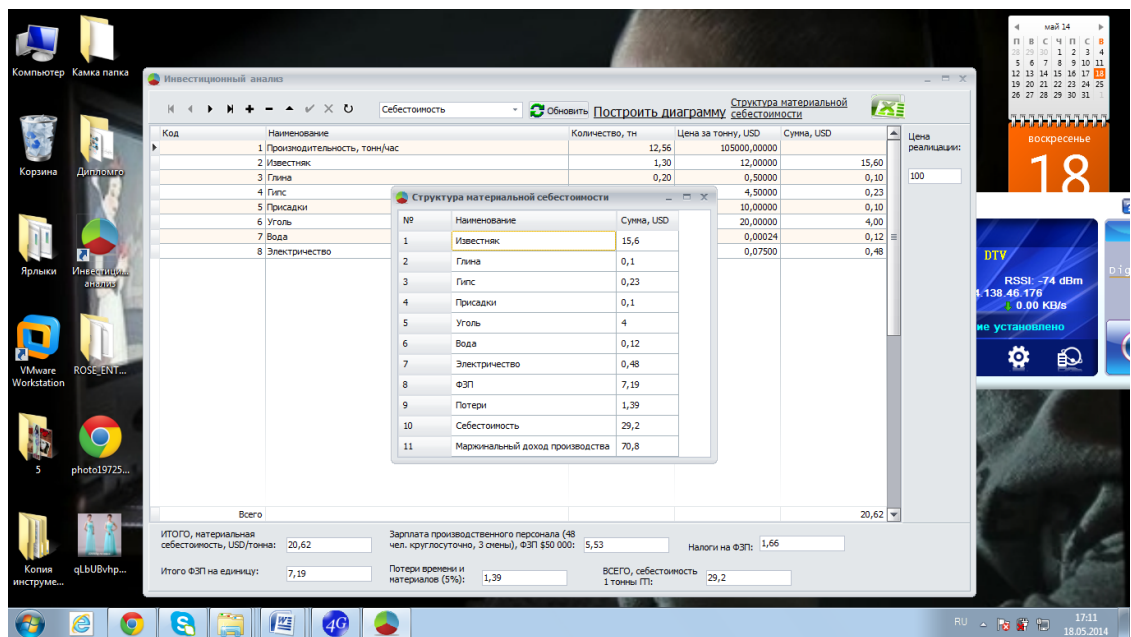 Компьютер
Камка папка
Корзина
Дипломго
Ярлыки
Инвестици...
анализ
VMware
Workstation
ROSE_ENT...
5
photo19725...
Копия
инструме...
qLbUBvhp...
Инвестиционный анализ
Себестоимость
Обновить
Построить диаграмму
Структура материальной
себестоимости
Код Наименование Количество, тн Цена за тонну, USD Сумма, USD
1 Произмодительность, тонн/час 12,56 105000,00000
2 Известняк 1,30 12,00000 15,60
3 Глина 0,20 0,50000 0,10
4 Гипс 4,50000 0,23
5 Присадки 10,00000 0,10
6 Уголь 20,00000 4,00
7 Вода 0,00024 0,12
8 Электричество 0,07500 0,48
Всего 20,62
Цена
реалицации:
100
Структура материальной себестоимости
№ Наименование Сумма, USD
1 Известняк 15,6
2 Глина 0,1
3 Гипс 0,23
4 Присадки 0,1
5 Уголь 4
6 Вода 0,12
7 Электричество 0,48
8 ФЗП 7,19
9 Потери 1,39
10 Себестоимость 29,2
11 Маржинальный доход производства 70,8
ИТОГО, материальная
себестоимость, USD/тонна: 20,62
Зарплата производственного персонала (48
чел. круглосуточно, 3 смены), ФЗП $50 000: 5,53
Налоги на ФЗП: 1,66
Итого ФЗП на единицу: 7,19
Потери времени и
материалов (5%): 1,39
ВСЕГО, себестоимость
1 тонны ГП: 29,2
май 14
П В С Ч П С В
28 29 30 1 2 3 4
5 6 7 8 9 10 11
12 13 14 15 16 17 18
19 20 21 22 23 24 25
26 27 28 29 30 31 1
воскресенье
18
DTV
RSSI: -74 dBm
.138.46.176
0.00 KB/s
ие установлено
Dig
4G
RU
17:11
18.05.2014